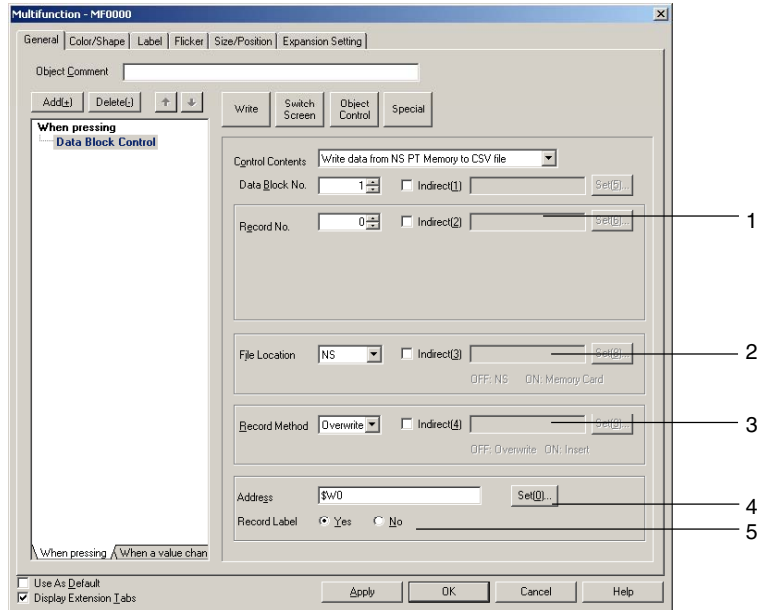 Multifunction - MF0000
General Color/Shape Label Flicker Size/Position Expansion Setting
Object Comment
Add(+) Delete(-)
Write Switch Screen Object Control Special
When pressing
Data Block Control
Control Contents Write data from NS PT Memory to CSV file
Data Block No. 1 Indirect(1) Set(5)...
Record No. 0 Indirect(2) Set(6)... 1
File Location NS Indirect(3) 2
OFF: NS ON: Memory Card
Record Method Overwrite Indirect(4) 3
OFF: Overwrite ON: Insert
Address $W0 Set(0)... 4
Record Label Yes No 5
When pressing When a value chan
Use As Default
Display Extension Tabs
Apply OK Cancel Help